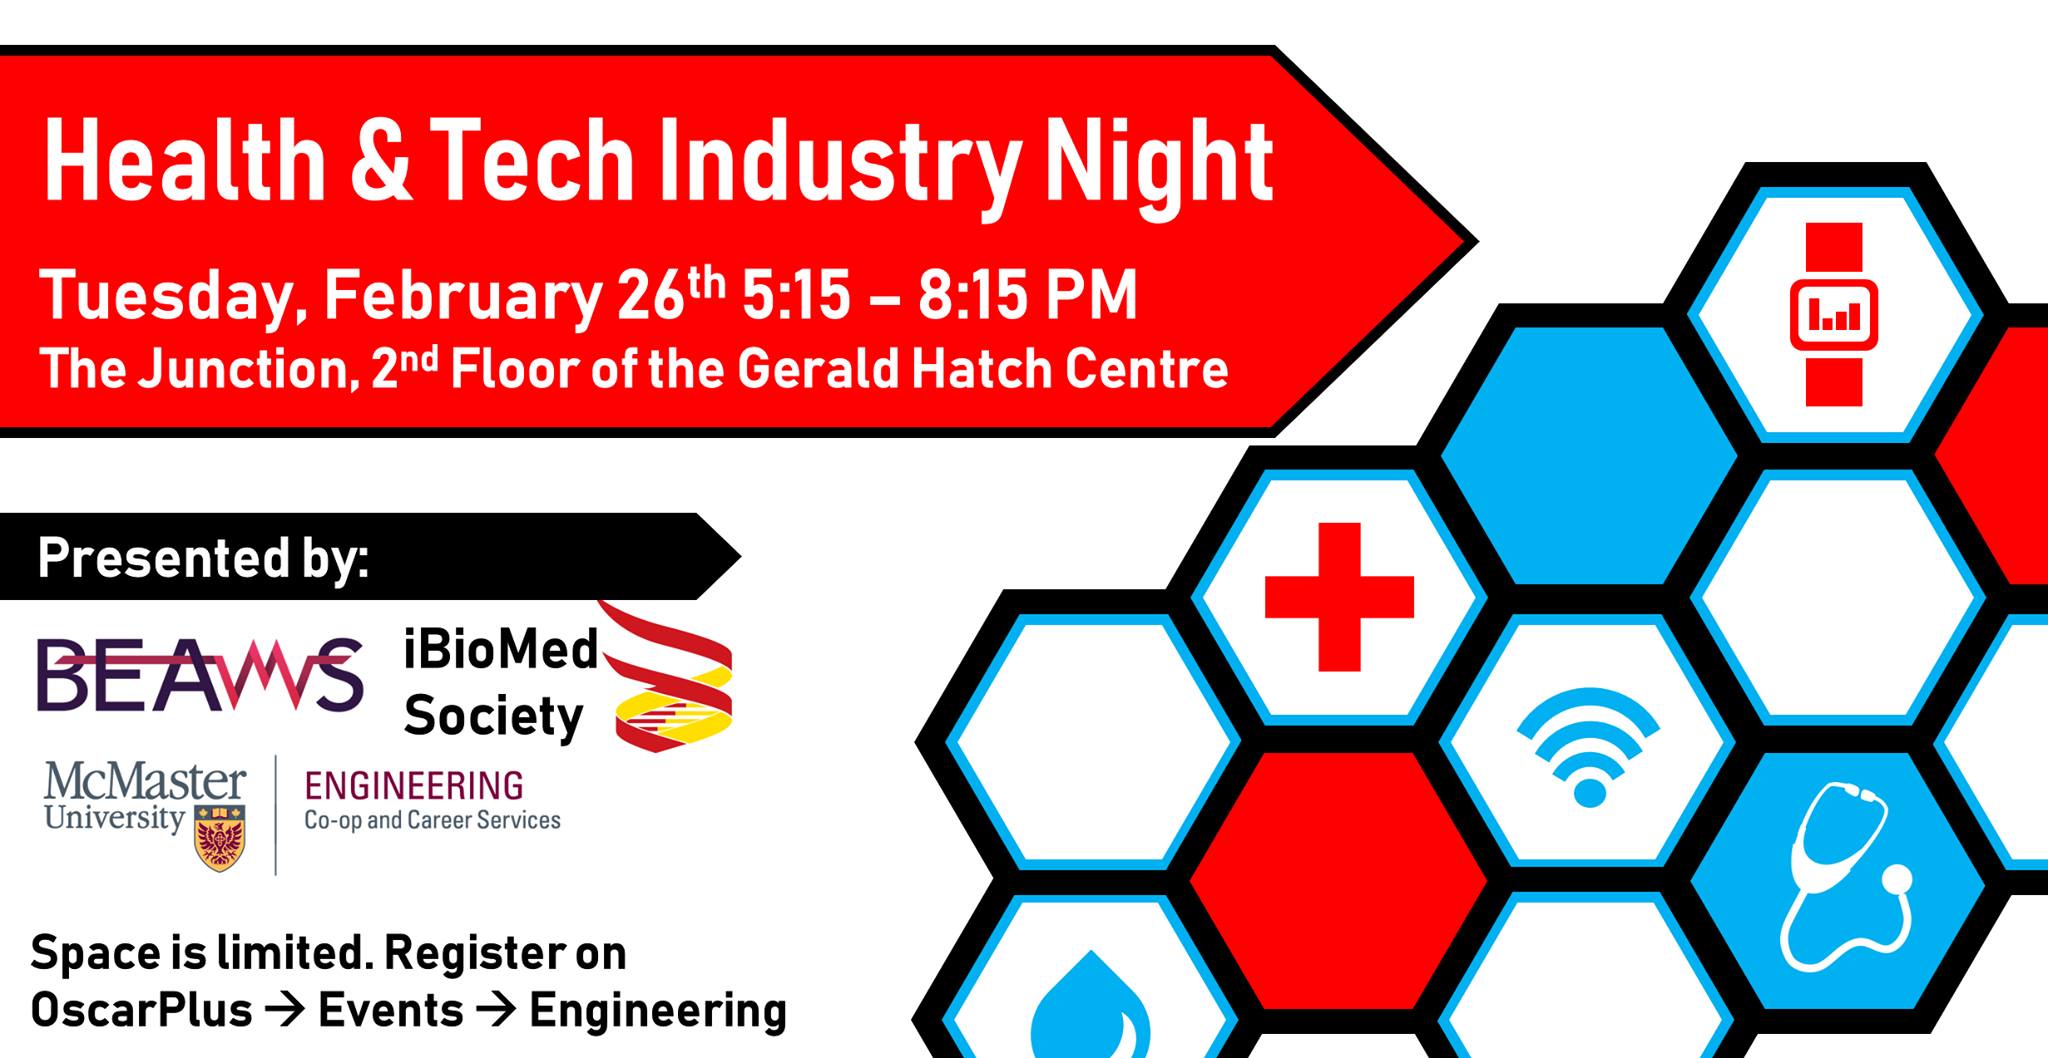 Health & Tech Industry Night
Tuesday, February 26th 5:15 – 8:15 PM
The Junction, 2nd Floor of the Gerald Hatch Centre
Presented by:
BEAMS
iBioMed
Society
McMaster
University
ENGINEERING
Co-op and Career Services
Space is limited. Register on
OscarPlus → Events → Engineering